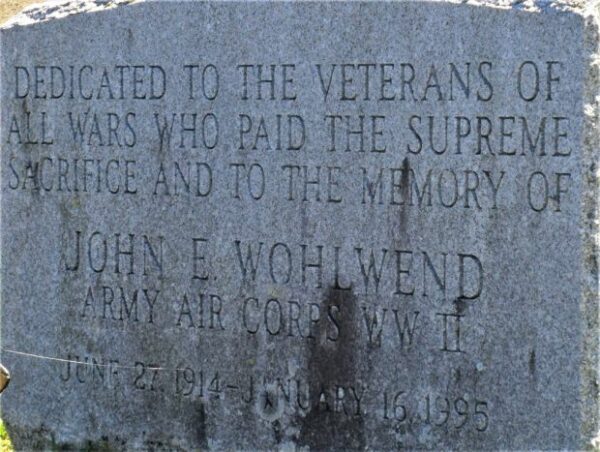 DEDICATED TO THE VETERANS OF
ALL WARS WHO PAID THE SUPREME
SACRIFICE AND TO THE MEMORY OF
JOHN E. WOHLWEND
ARMY AIR CORPS WW II
JUNE 27, 1914 - JANUARY 16, 1995